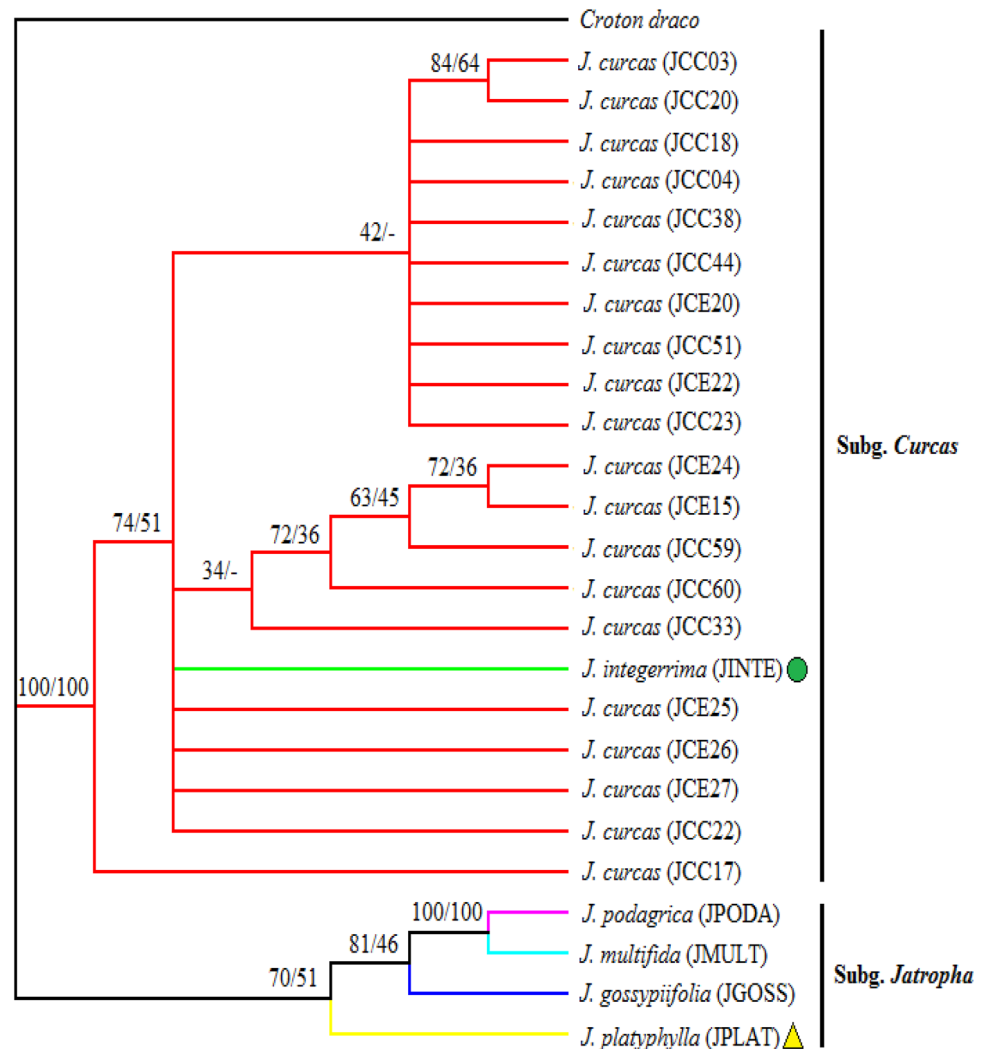 Croton draco
84/64
J. curcas (JCC03)
J. curcas (JCC20)
J. curcas (JCC18)
J. curcas (JCC04)
J. curcas (JCC38)
42/-
J. curcas (JCC44)
J. curcas (JCE20)
J. curcas (JCC51)
J. curcas (JCE22)
J. curcas (JCC23)
Subg. Curcas
72/36
J. curcas (JCE24)
63/45
J. curcas (JCE15)
74/51
72/36
J. curcas (JCC59)
34/-
J. curcas (JCC60)
J. curcas (JCC33)
J. integerrima (JINTE)
100/100
J. curcas (JCE25)
J. curcas (JCE26)
J. curcas (JCE27)
J. curcas (JCC22)
J. curcas (JCC17)
100/100
J. podagrica (JPODA)
81/46
J. multifida (JMULT)
70/51
Subg. Jatropha
J. gossypiifolia (JGOSS)
J. platyphylla (JPLAT)